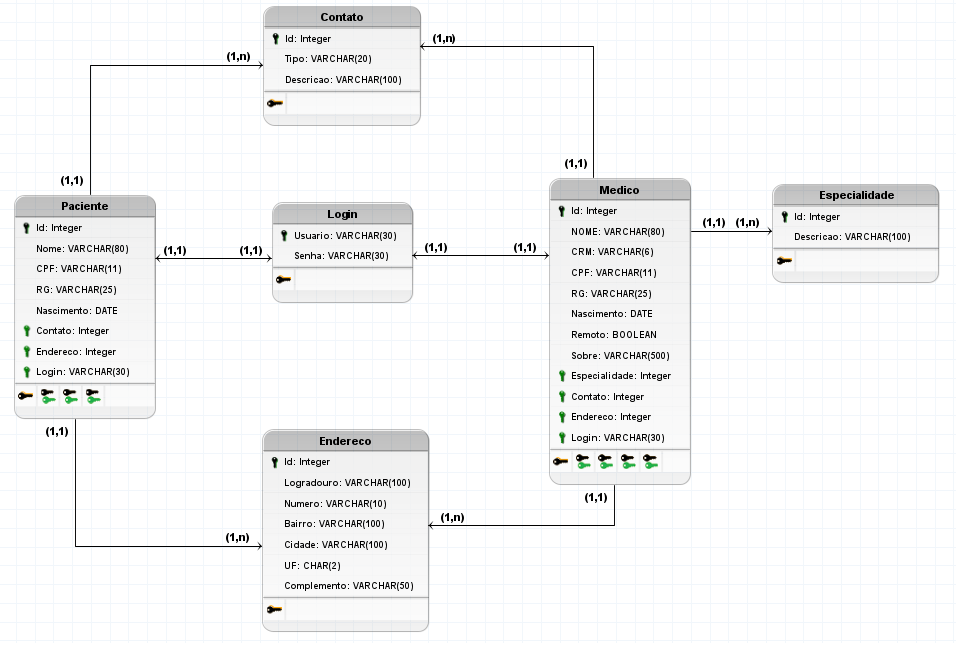 Contato
Id: Integer
Tipo: VARCHAR(20)
Descricao: VARCHAR(100)
(1,n)
(1,n)
(1,1)
(1,1)
Paciente
Id: Integer
Nome: VARCHAR(80)
CPF: VARCHAR(11)
RG: VARCHAR(25)
Nascimento: DATE
Contato: Integer
Endereco: Integer
Login: VARCHAR(30)
(1,1)
(1,1)
Login
Usuario: VARCHAR(30)
Senha: VARCHAR(30)
(1,1)
(1,1)
Medico
Id: Integer
NOME: VARCHAR(80)
CRM: VARCHAR(6)
CPF: VARCHAR(11)
RG: VARCHAR(25)
Nascimento: DATE
Remoto: BOOLEAN
Sobre: VARCHAR(500)
Especialidade: Integer
Contato: Integer
Endereco: Integer
Login: VARCHAR(30)
(1,1)
(1,n)
Especialidade
Id: Integer
Descricao: VARCHAR(100)
(1,1)
(1,n)
Endereco
Id: Integer
Logradouro: VARCHAR(100)
Numero: VARCHAR(10)
Bairro: VARCHAR(100)
Cidade: VARCHAR(100)
UF: CHAR(2)
Complemento: VARCHAR(50)
(1,n)
(1,1)